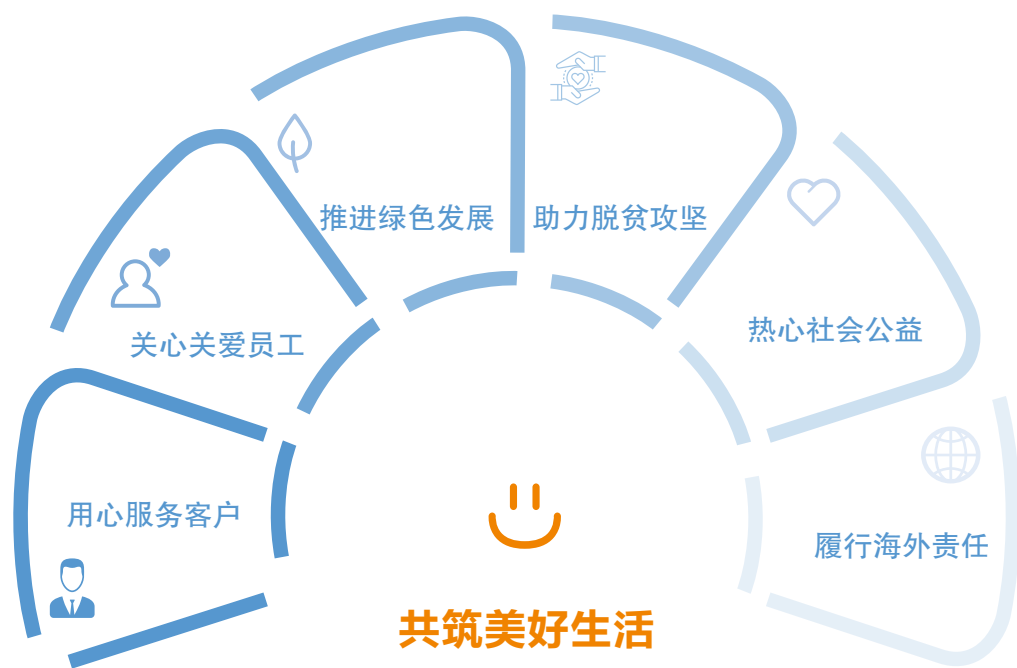 推进绿色发展
助力脱贫攻坚
关心关爱员工
热心社会公益
用心服务客户
履行海外责任
共筑美好生活